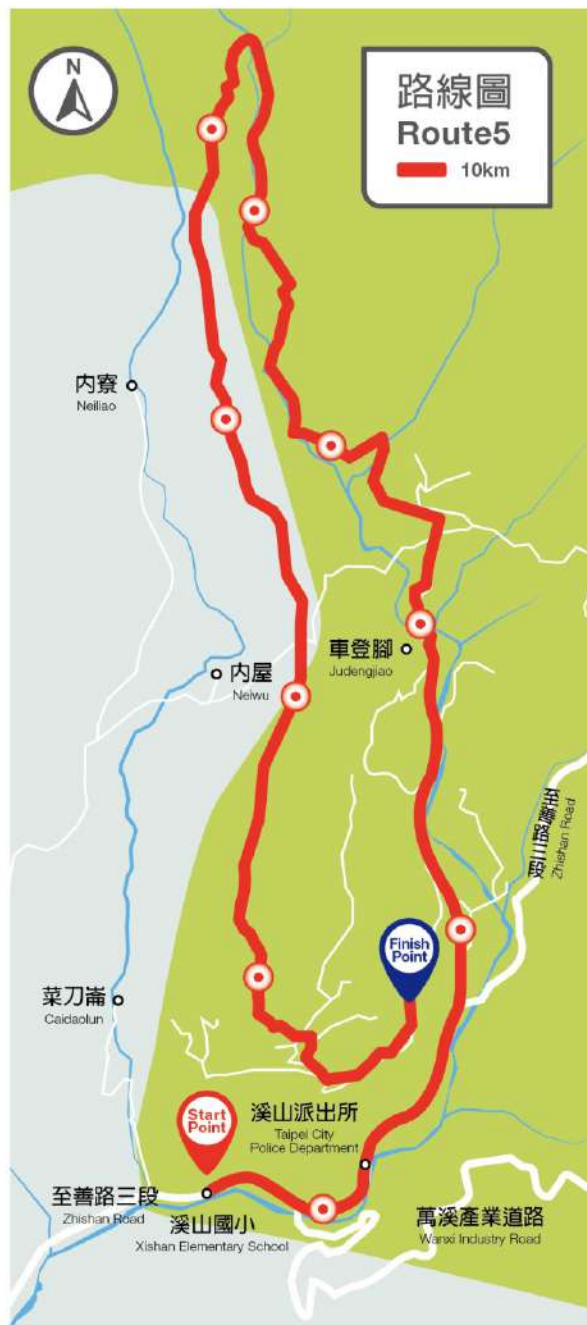 N
路線圖
Route5
10km
內寮
Neiliao
車登腳
Judengjiao
內屋
Neiwu
至善路三段
Zhishan Road
Finish
Point
菜刀崙
Caidaolun
Start
Point
溪山派出所
Taipei City
Police Department
至善路三段
Zhishan Road
溪山國小
Xishan Elementary School
萬溪產業道路
Wanxi Industry Road